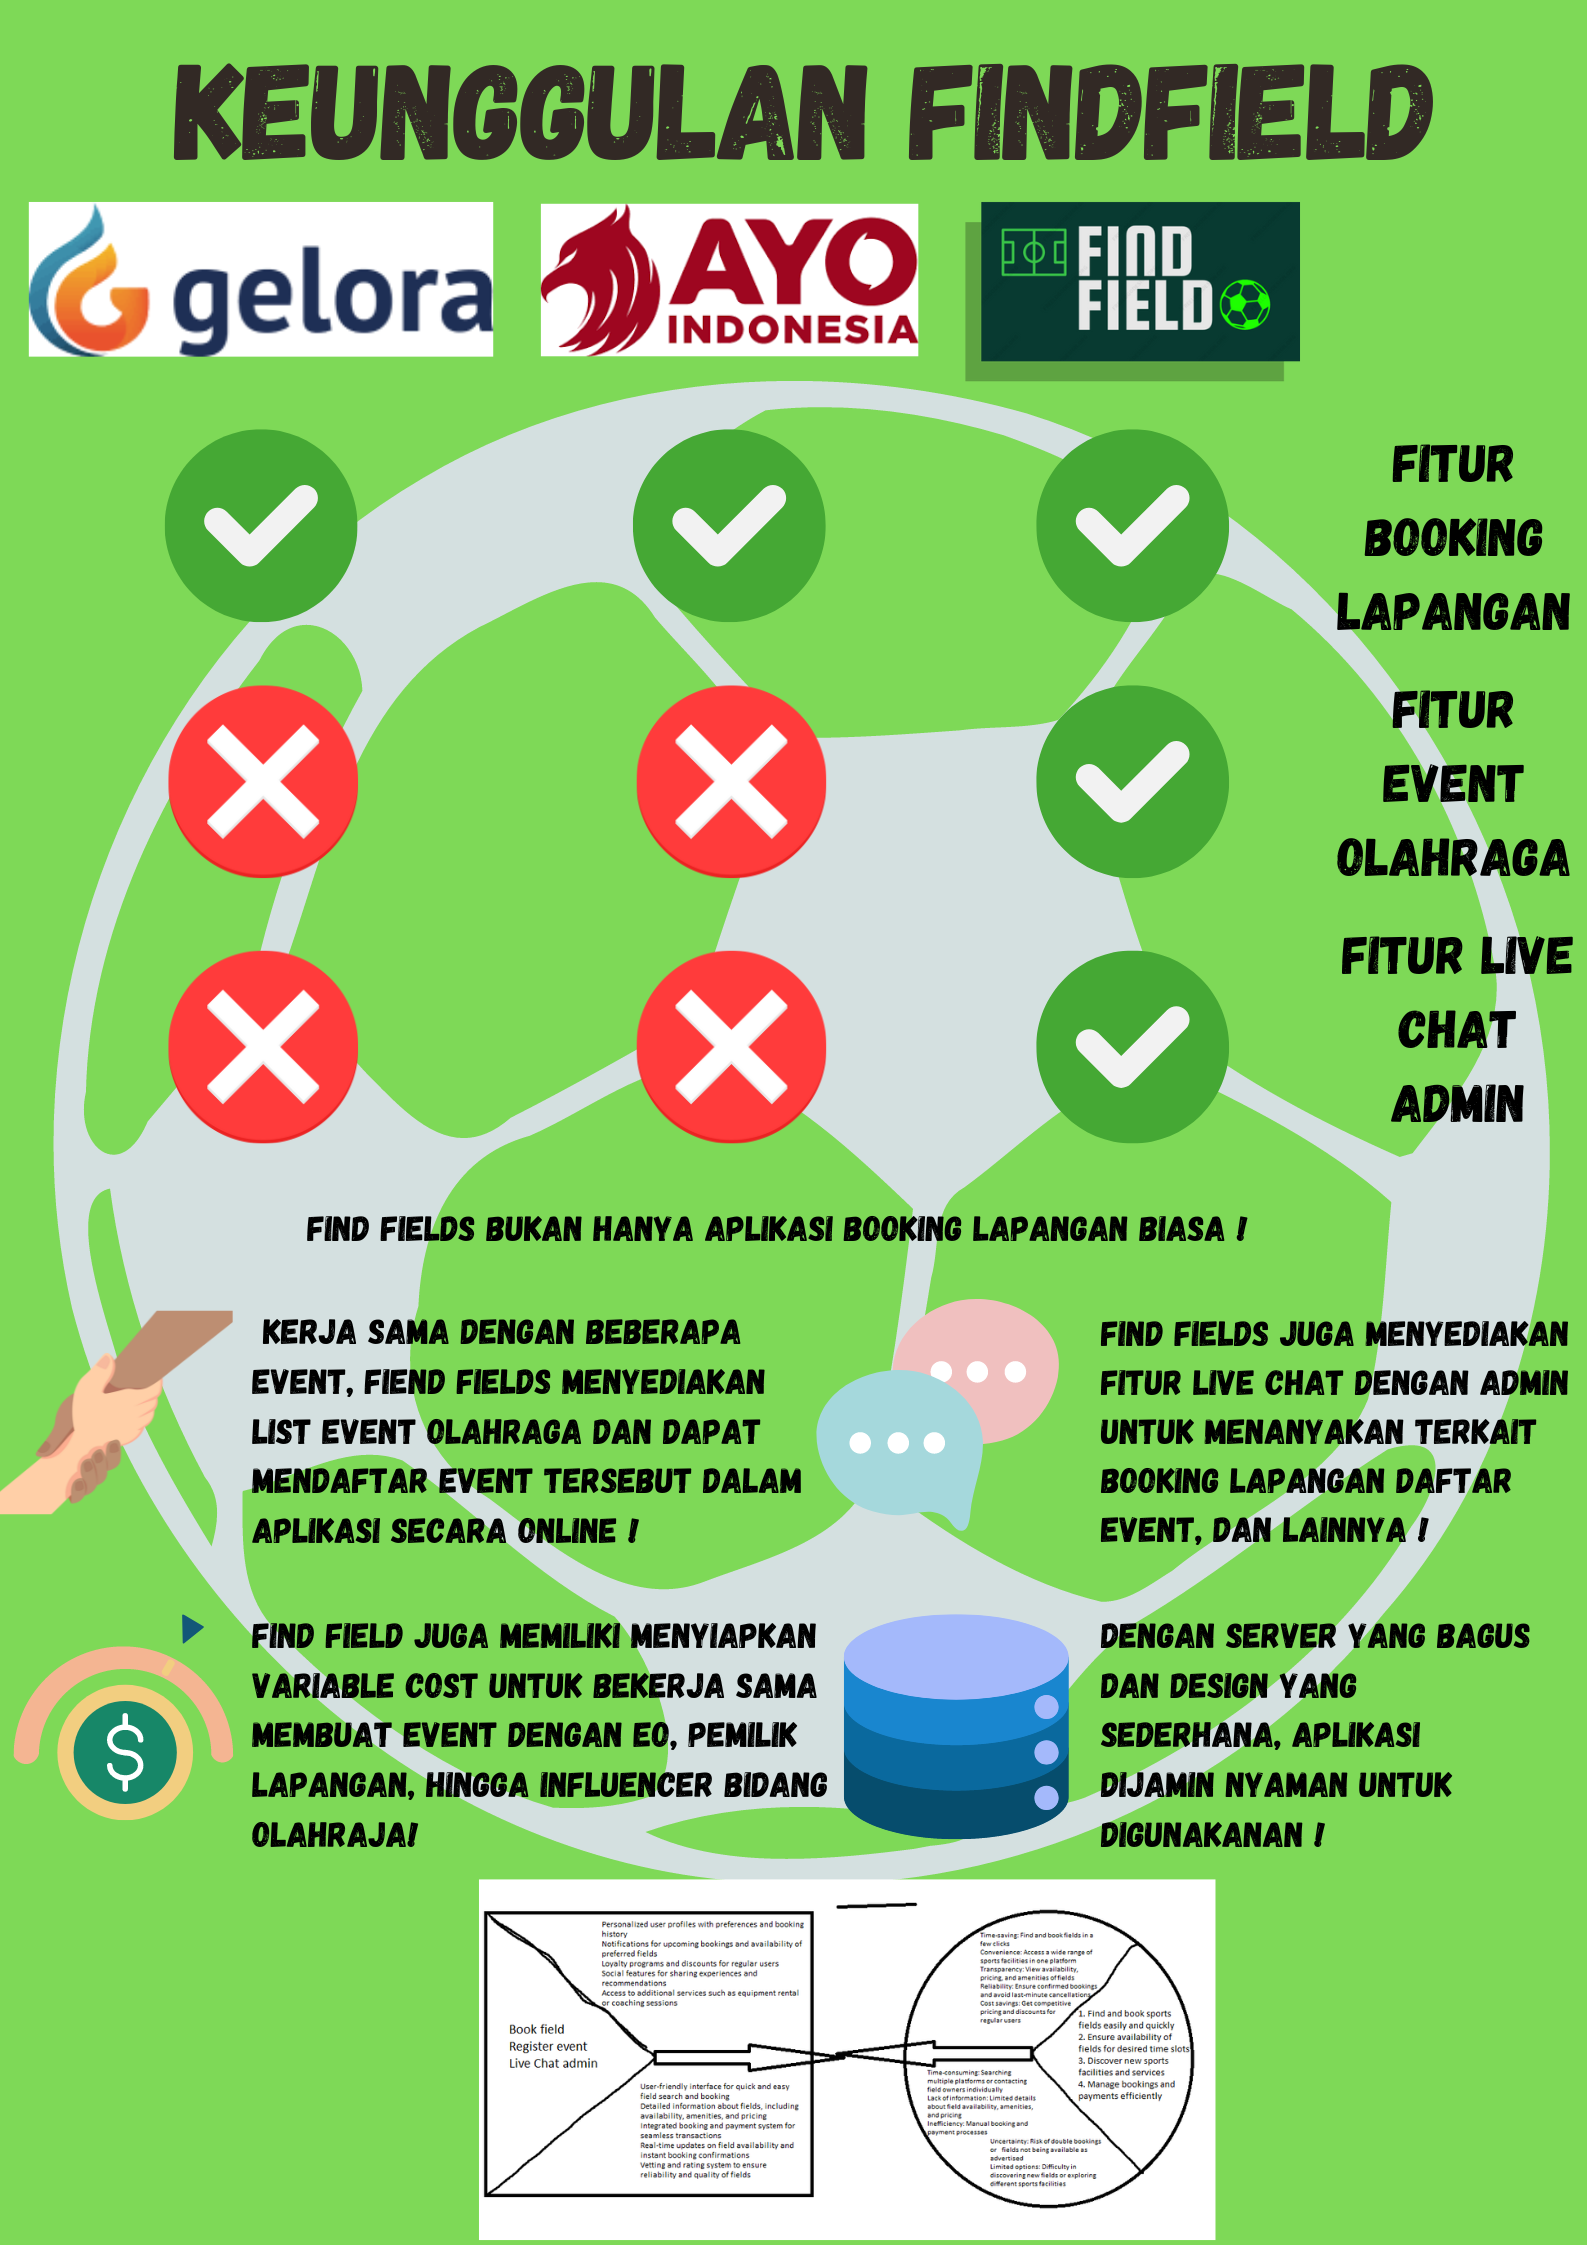 KEUNGGULAN FINDFIELD
gelora
AYO
INDONESIA
FIND
FIELD
FITUR
BOOKING
LAPANGAN
FITUR
EVENT
OLAHRAGA
FITUR LIVE
CHAT
ADMIN
FIND FIELDS BUKAN HANYA APLIKASI BOOKING LAPANGAN BIASA !
KERJA SAMA DENGAN BEBERAPA
EVENT, FIEND FIELDS MENYEDIAKAN
LIST EVENT OLAHRAGA DAN DAPAT
MENDAFTAR EVENT TERSEBUT DALAM
APLIKASI SECARA ONLINE !
FIND FIELDS JUGA MENYEDIAKAN
FITUR LIVE CHAT DENGAN ADMIN
UNTUK MENANYAKAN TERKAIT
BOOKING LAPANGAN DAFTAR
EVENT, DAN LAINNYA !
FIND FIELD JUGA MEMILIKI MENYIAPKAN
VARIABLE COST UNTUK BEKERJA SAMA
MEMBUAT EVENT DENGAN EO, PEMILIK
LAPANGAN, HINGGA INFLUENCER BIDANG
OLAHRAJA!
$
DENGAN SERVER YANG BAGUS
DAN DESIGN YANG
SEDERHANA, APLIKASI
DIJAMIN NYAMAN UNTUK
DIGUNAKANAN !
Personalized user profiles with preferences and booking
history
Notifications for upcoming bookings and availability of
preferred fields
Loyalty programs and discounts for regular users
Social features for sharing experiences and
recommendations
Access to additional services such as equipment rental
or coaching sessions
Book field
Register event
Live Chat admin
User-friendly interface for quick and easy
field search and booking
Detailed information about fields, including
availability, amenities, and pricing
Integrated booking and payment system for
seamless transactions
Real-time updates on field availability and
instant booking confirmations
Vetting and rating system to ensure
reliability and quality of fields
Time-saving: Find and book fields in a
few clicks
Convenience: Access a wide range of
sports facilities in one platform
Transparency: View availability,
pricing, and amenities of fields
Reliability: Ensure confirmed bookings
and avoid last-minute cancellations
Cost savings: Get competitive
pricing and discounts for
regular users
1. Find and book sports
fields easily and quickly
2. Ensure availability of
fields for desired time slots
3. Discover new sports
facilities and services
4. Manage bookings and
payments efficiently
Time-consuming: Searching
multiple platforms or contacting
field owners individually
Lack of information: Limited details
about field availability, amenities,
and pricing
Inefficiency: Manual booking and
payment processes
Uncertainty: Risk of double bookings
or fields not being available as
advertised
Limited options: Difficulty in
discovering new fields or exploring
different sports facilities